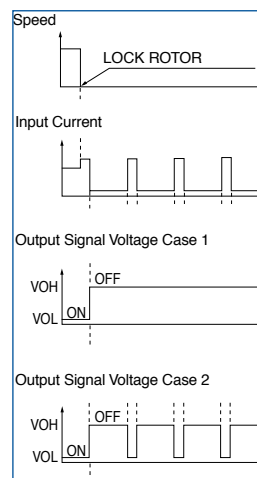 Speed
LOCK ROTOR
Input Current
Output Signal Voltage Case 1
VOH OFF
VOL ON
Output Signal Voltage Case 2
VOH OFF
VOL ON